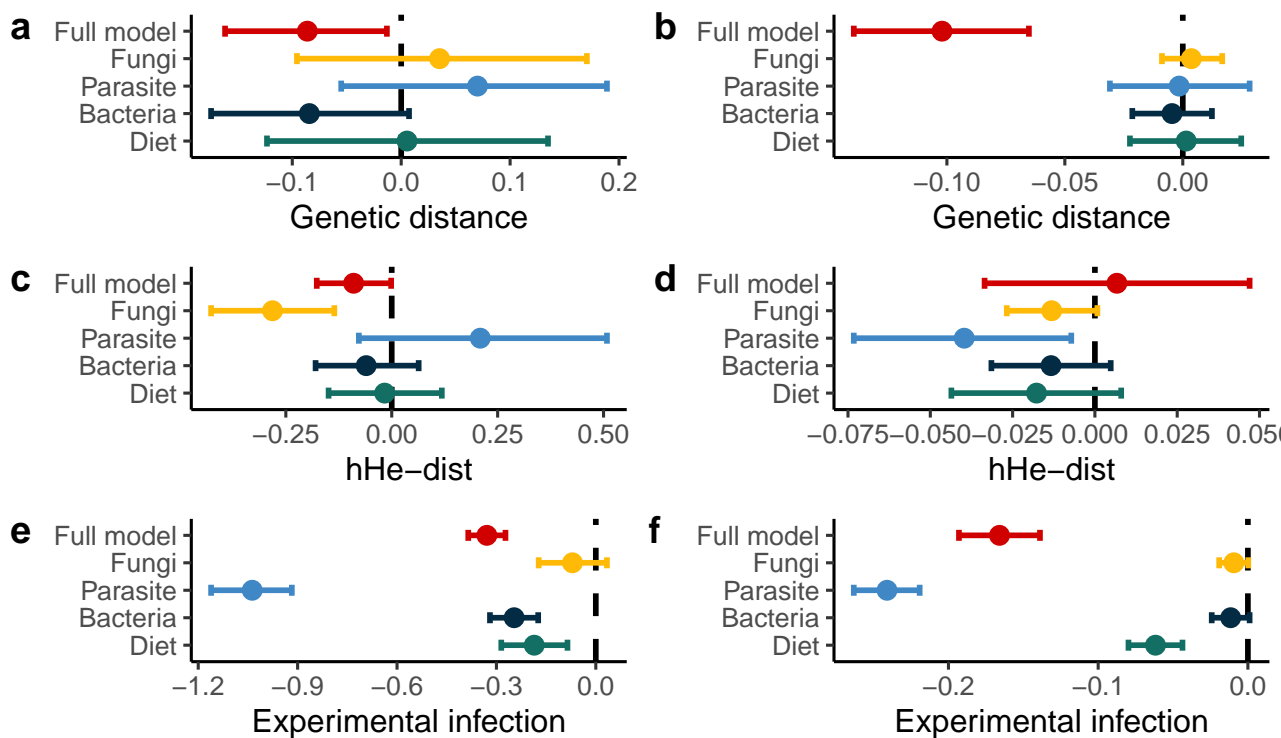 a
Full model
Fungi
Parasite
Bacteria
Diet
−0.1 0.0 0.1 0.2
Genetic distance
b
Full model
Fungi
Parasite
Bacteria
Diet
−0.10 −0.05 0.00
Genetic distance
c
Full model
Fungi
Parasite
Bacteria
Diet
−0.25 0.00 0.25 0.50
hHe−dist
d
Full model
Fungi
Parasite
Bacteria
Diet
−0.075 −0.050 −0.025 0.000 0.025 0.050
hHe−dist
e
Full model
Fungi
Parasite
Bacteria
Diet
−1.2 −0.9 −0.6 −0.3 0.0
Experimental infection
f
Full model
Fungi
Parasite
Bacteria
Diet
−0.2 −0.1 0.0
Experimental infection